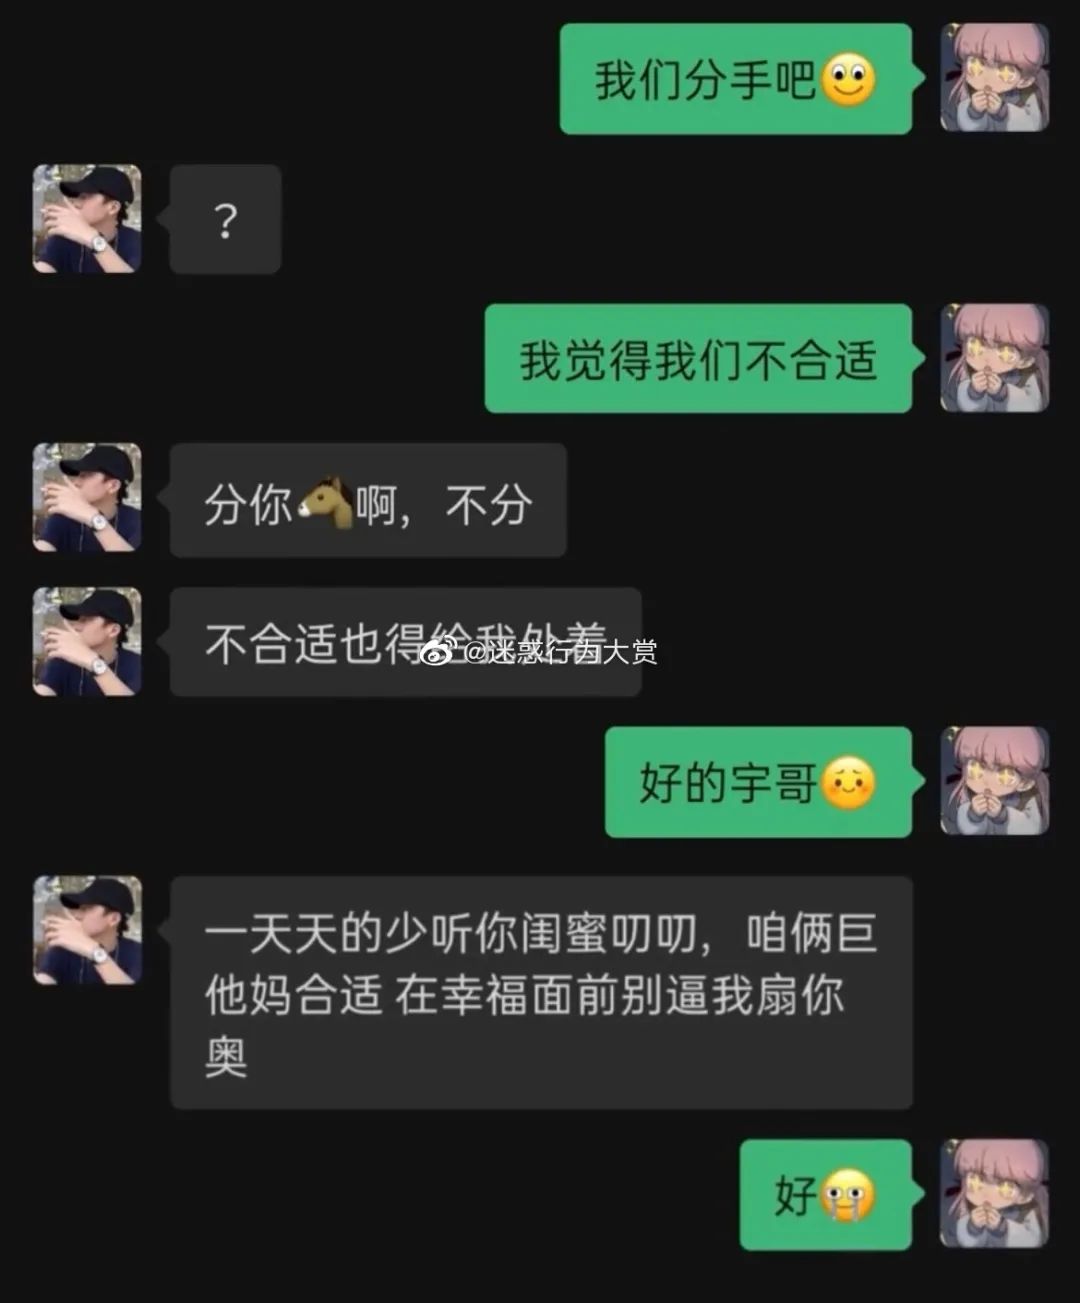 我们分手吧🙂
？
我觉得我们不合适
分你🐴啊，不分
不合适也得给我处着
@迷惑行为大赏
好的宇哥☺️
一天天的少听你闺蜜叨叨，咱俩巨
他妈合适 在幸福面前别逼我扇你
奥
好😭